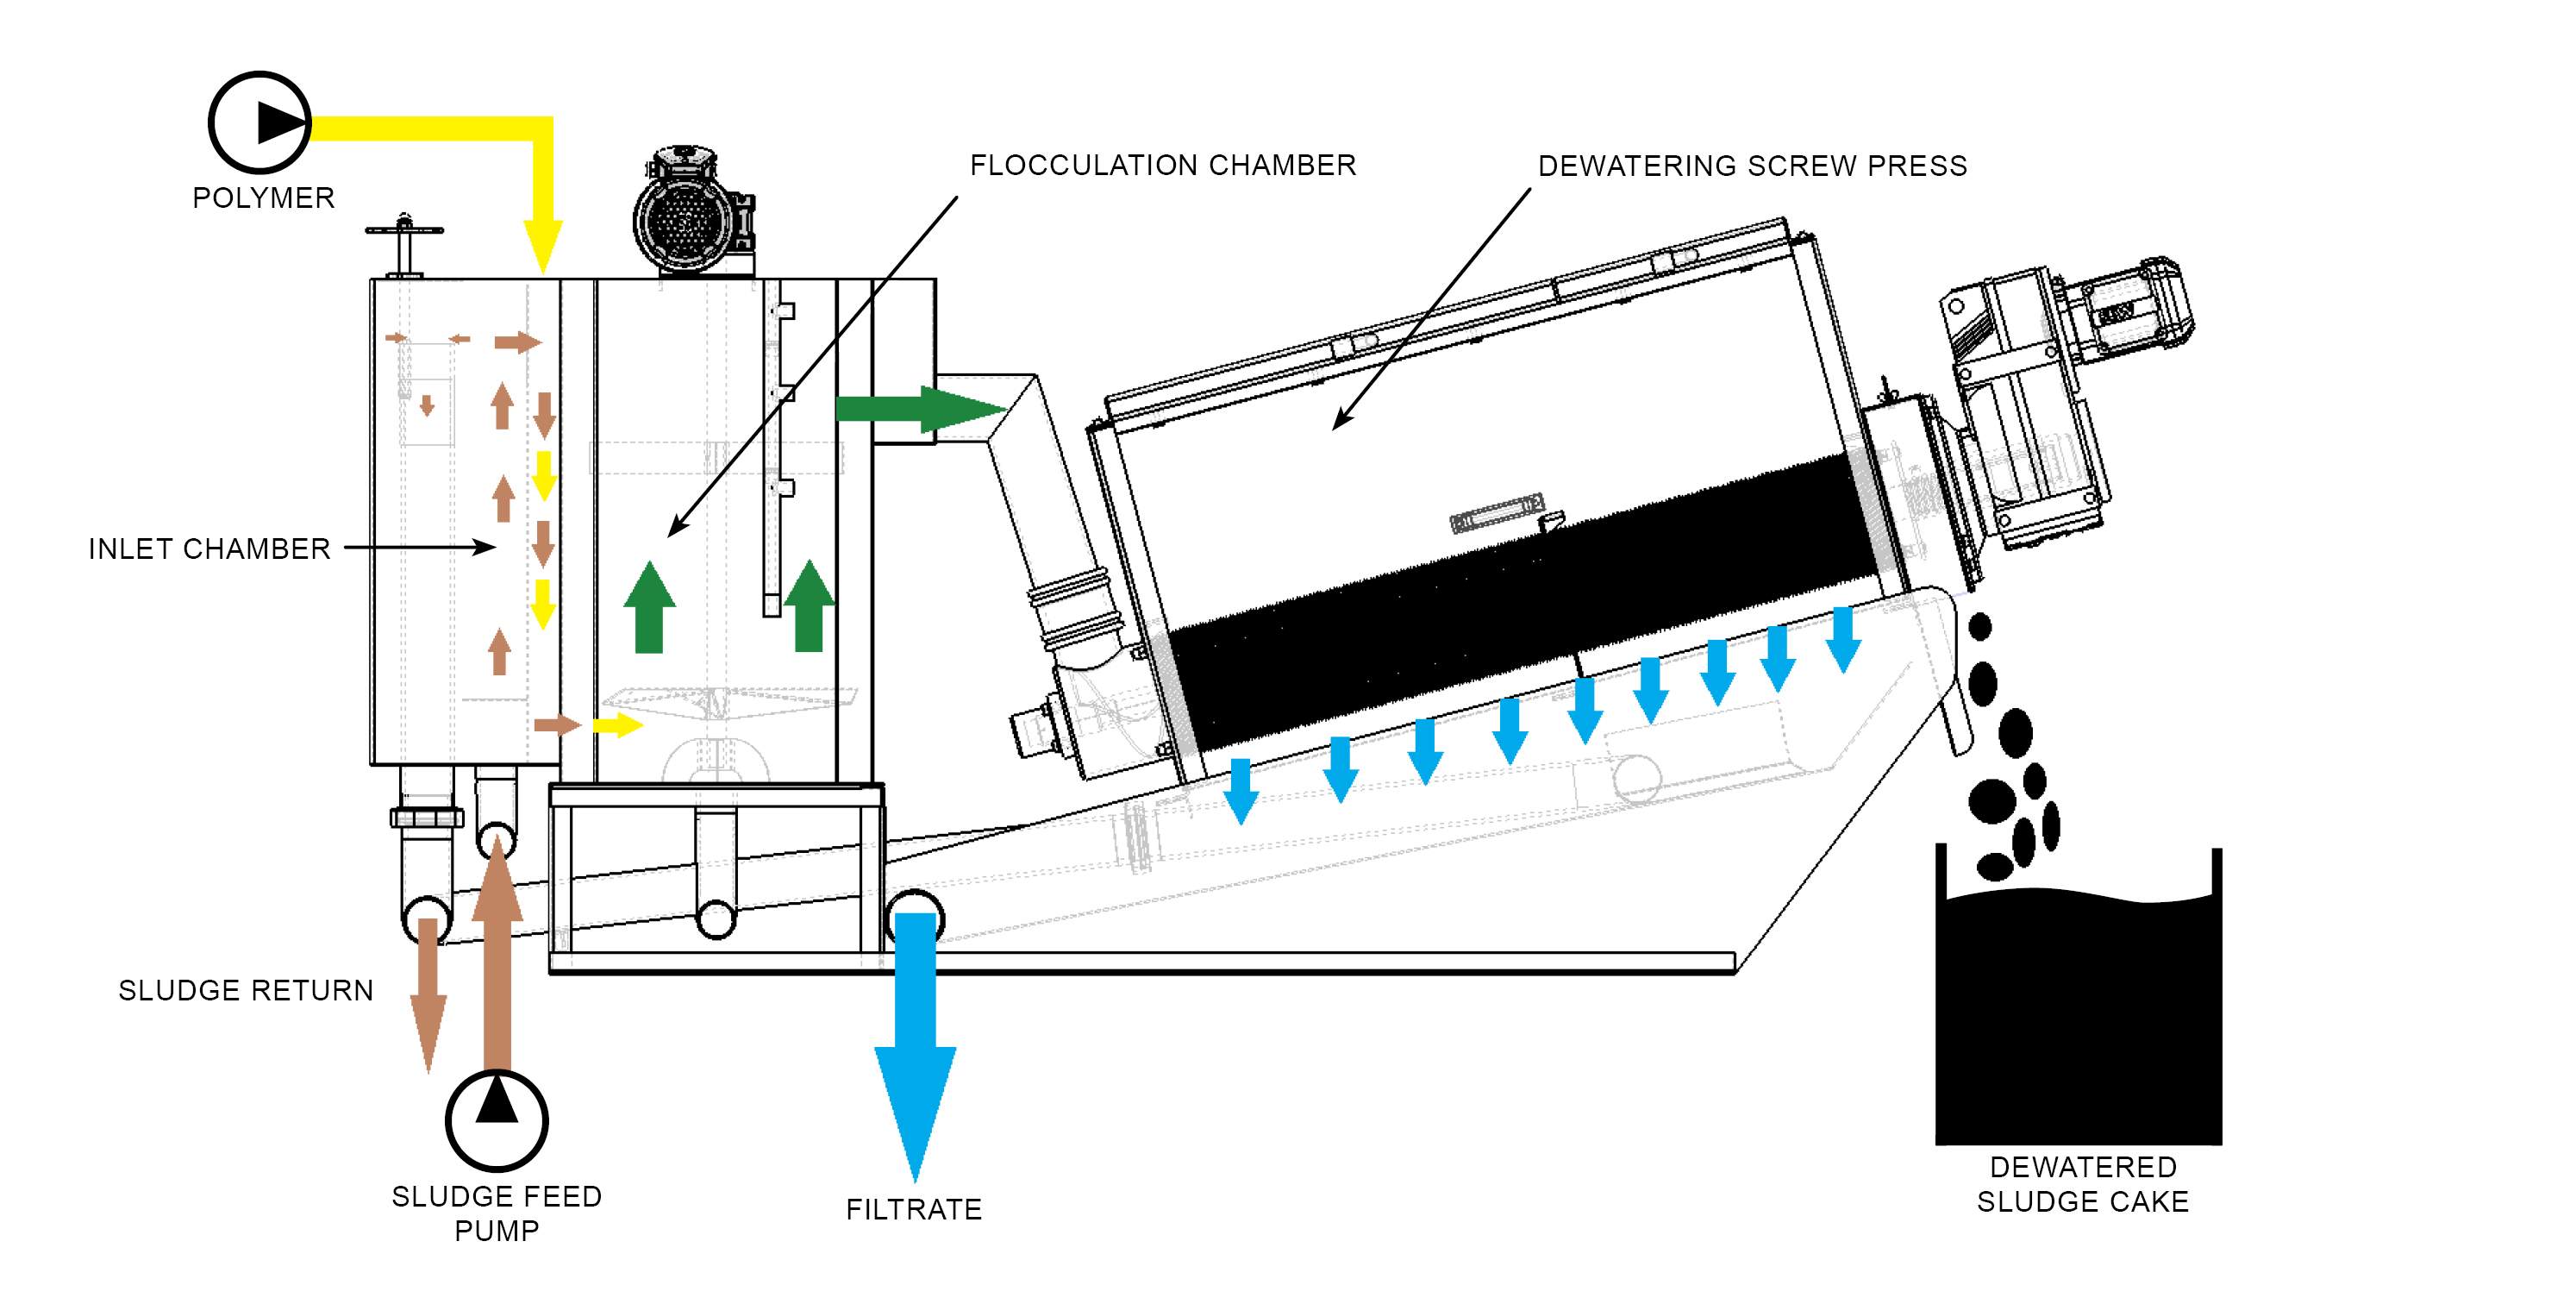 POLYMER
FLOCCULATION CHAMBER
DEWATERING SCREW PRESS
INLET CHAMBER
SLUDGE RETURN
SLUDGE FEED
PUMP
FILTRATE
DEWATERED
SLUDGE CAKE